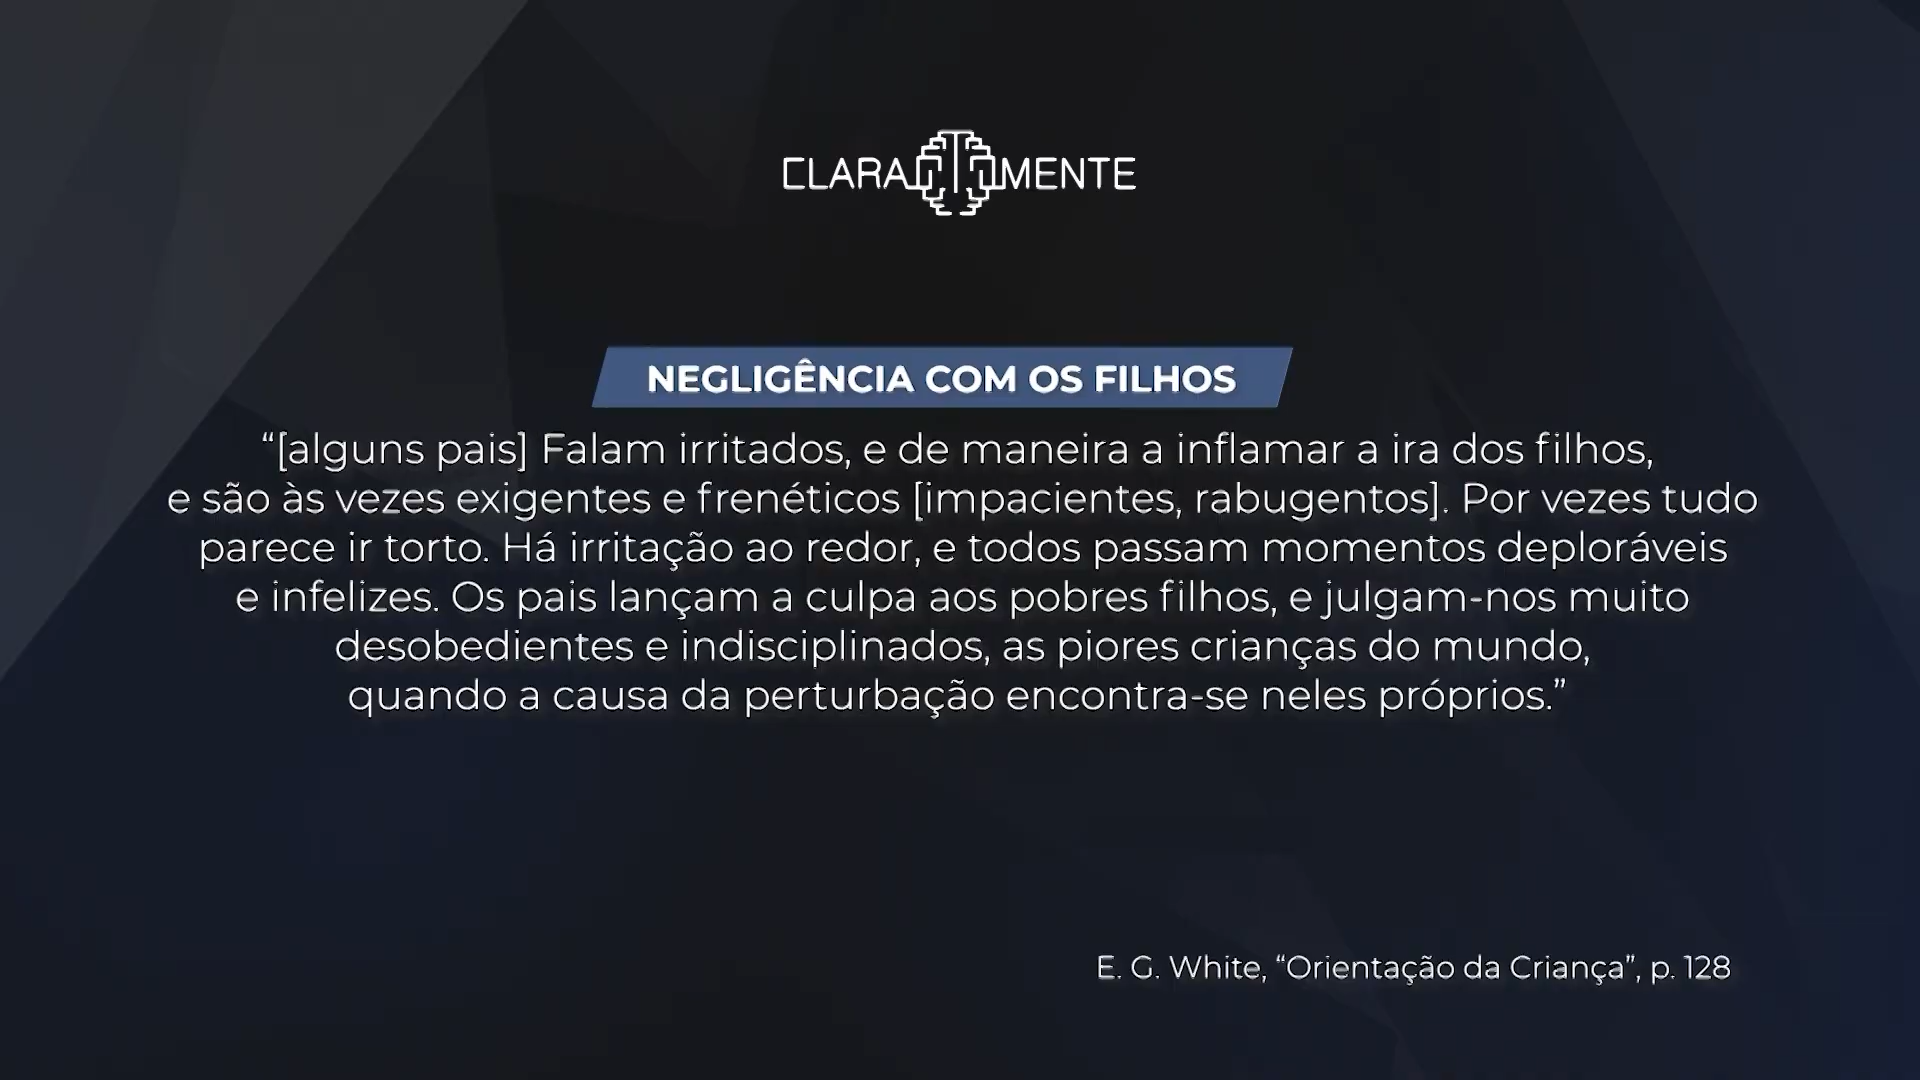 CLARAMENTE
NEGLIGÊNCIA COM OS FILHOS
“[alguns pais] Falam irritados, e de maneira a inflamar a ira dos filhos,
e são às vezes exigentes e frenéticos [impacientes, rabugentos]. Por vezes tudo
parece ir torto. Há irritação ao redor, e todos passam momentos deploráveis
e infelizes. Os pais lançam a culpa aos pobres filhos, e julgam-nos muito
desobedientes e indisciplinados, as piores crianças do mundo,
quando a causa da perturbação encontra-se neles próprios.”
E. G. White, “Orientação da Criança”, p. 128